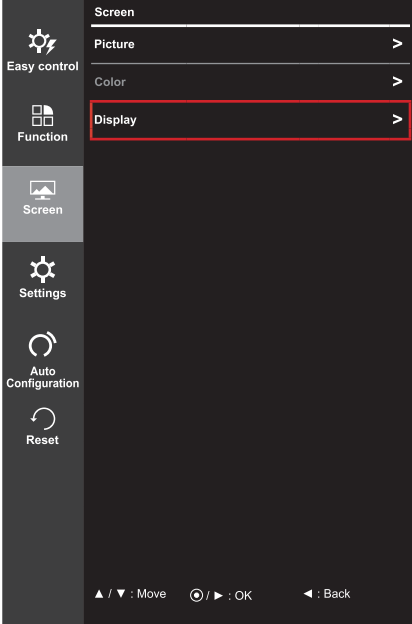 Screen
Picture >
Color >
Display >
Easy control
Function
Screen
Settings
Auto
Configuration
Reset
▲ / ▼ : Move ⦿ / ► : OK ◄ : Back